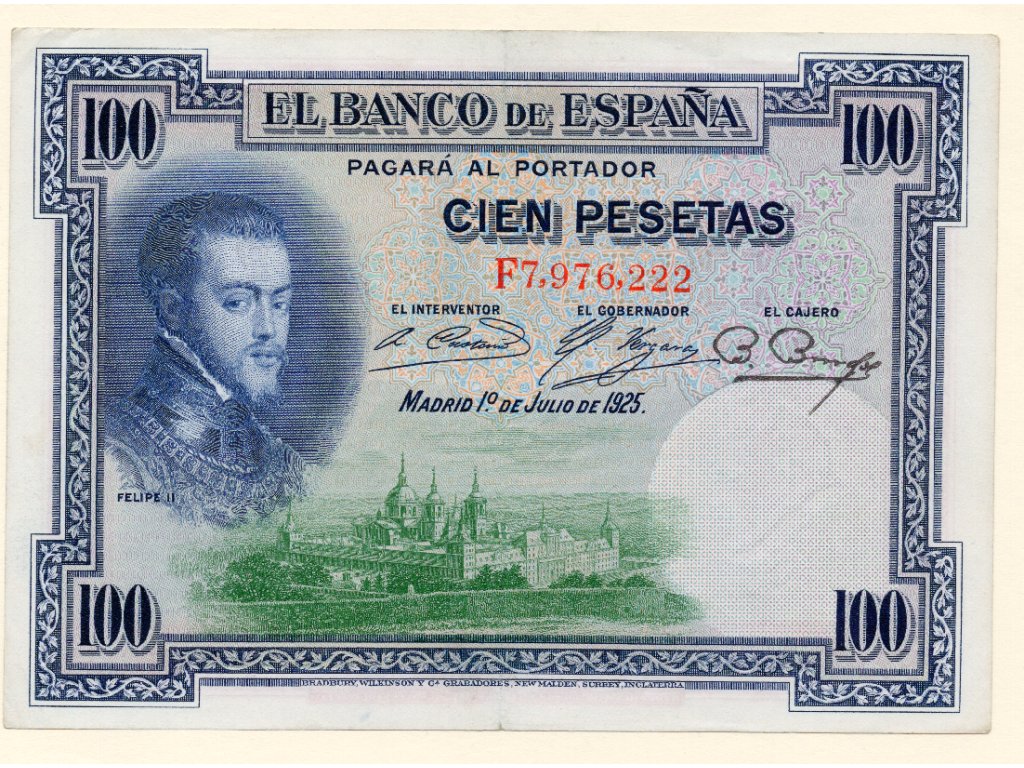 100
EL BANCO DE ESPAÑA
100
PAGARÁ AL PORTADOR
CIEN PESETAS
F7,976,222
EL INTERVENTOR EL GOBERNADOR EL CAJERO
Vergara
MADRID 1º DE JULIO DE 1925.
FELIPE II
100
100
BRADBURY, WILKINSON Y Cª GRABADORES, NEW MALDEN, SURREY, INGLATERRA